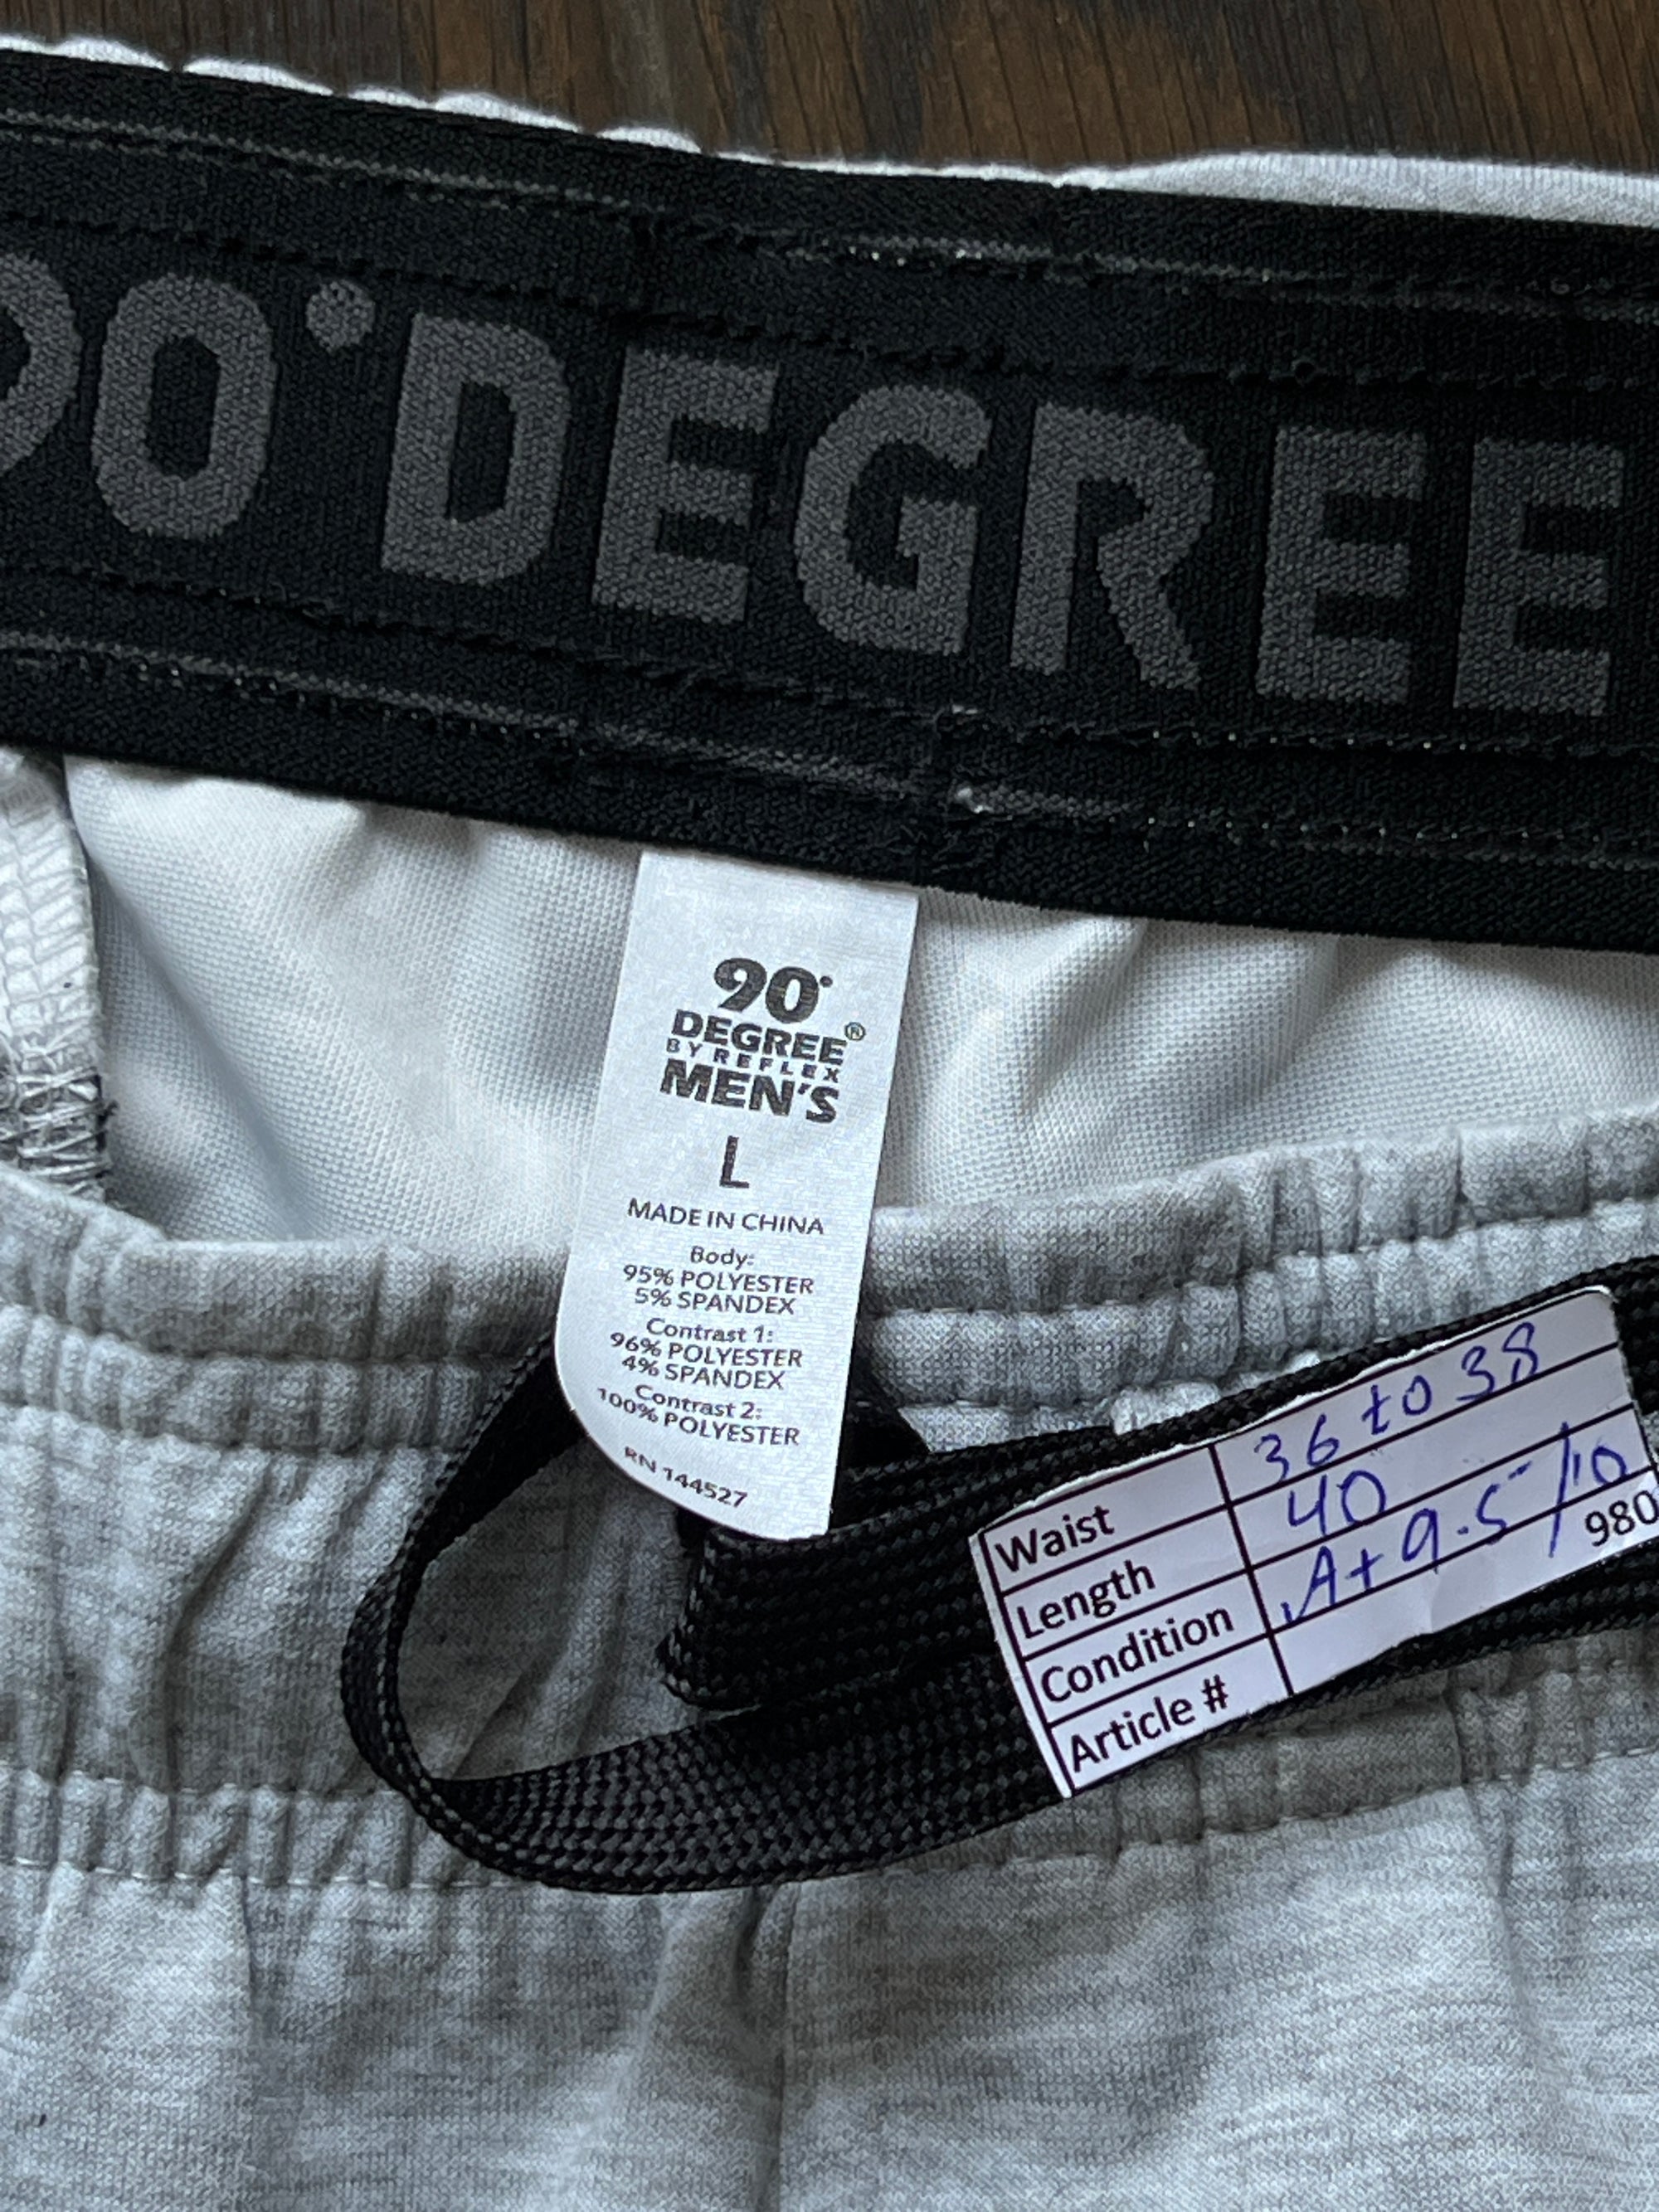 90°DEGREE
90°
DEGREE®
BY REFLEX
MEN'S
L
MADE IN CHINA
Body:
95% POLYESTER
5% SPANDEX
Contrast 1:
96% POLYESTER
4% SPANDEX
Contrast 2:
100% POLYESTER
RN 144527
Waist 36 to 38
Length 40
Condition A+ 9.5/10
Article # 980